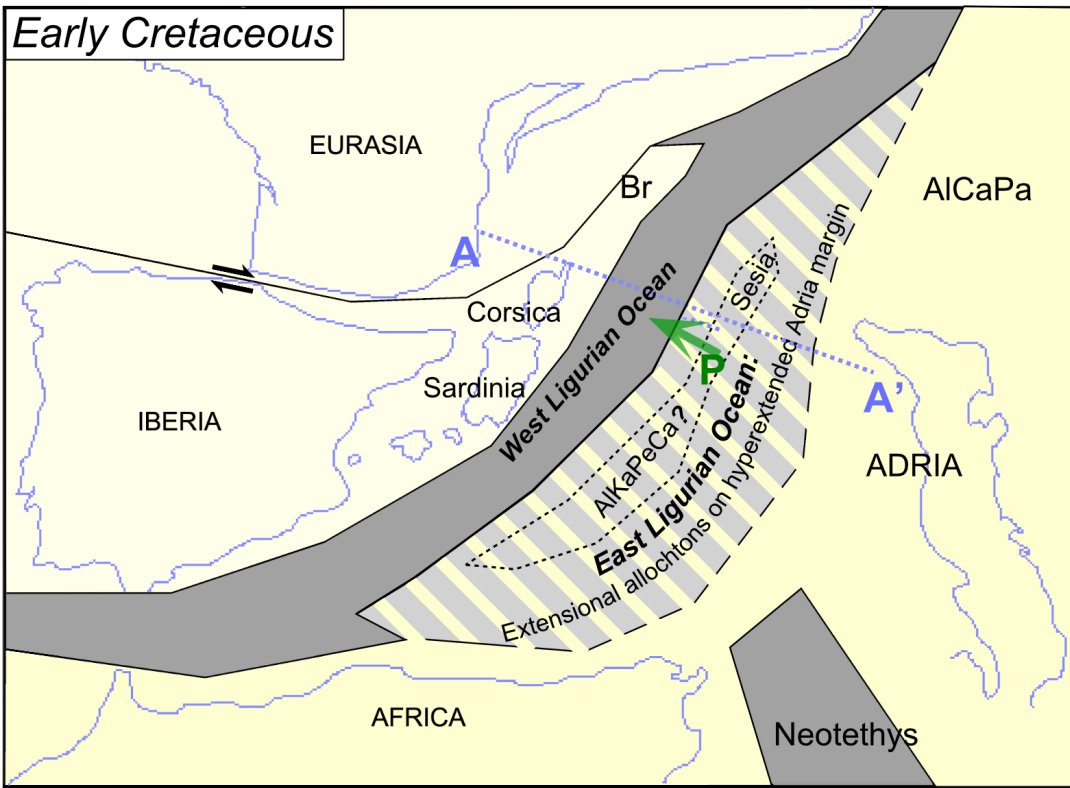 Early Cretaceous
EURASIA
Br
AlCaPa
A
Corsica
West Ligurian Ocean
Sesia
P
A’
Sardinia
IBERIA
AlKaPeCa ?
East Ligurian Ocean:
Extensional allochtons on hyperextended Adria margin
ADRIA
AFRICA
Neotethys